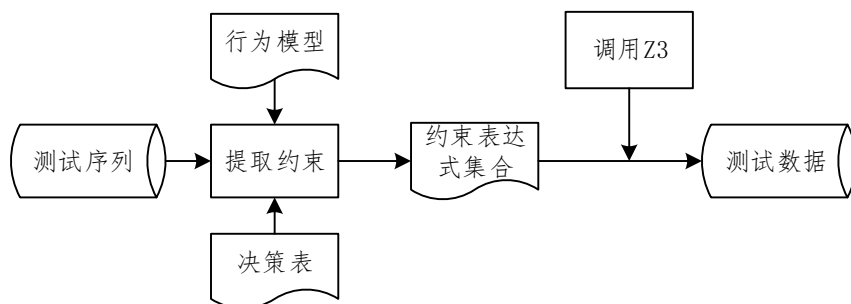 行为模型
调用Z3
测试序列
提取约束
约束表达
式集合
测试数据
决策表